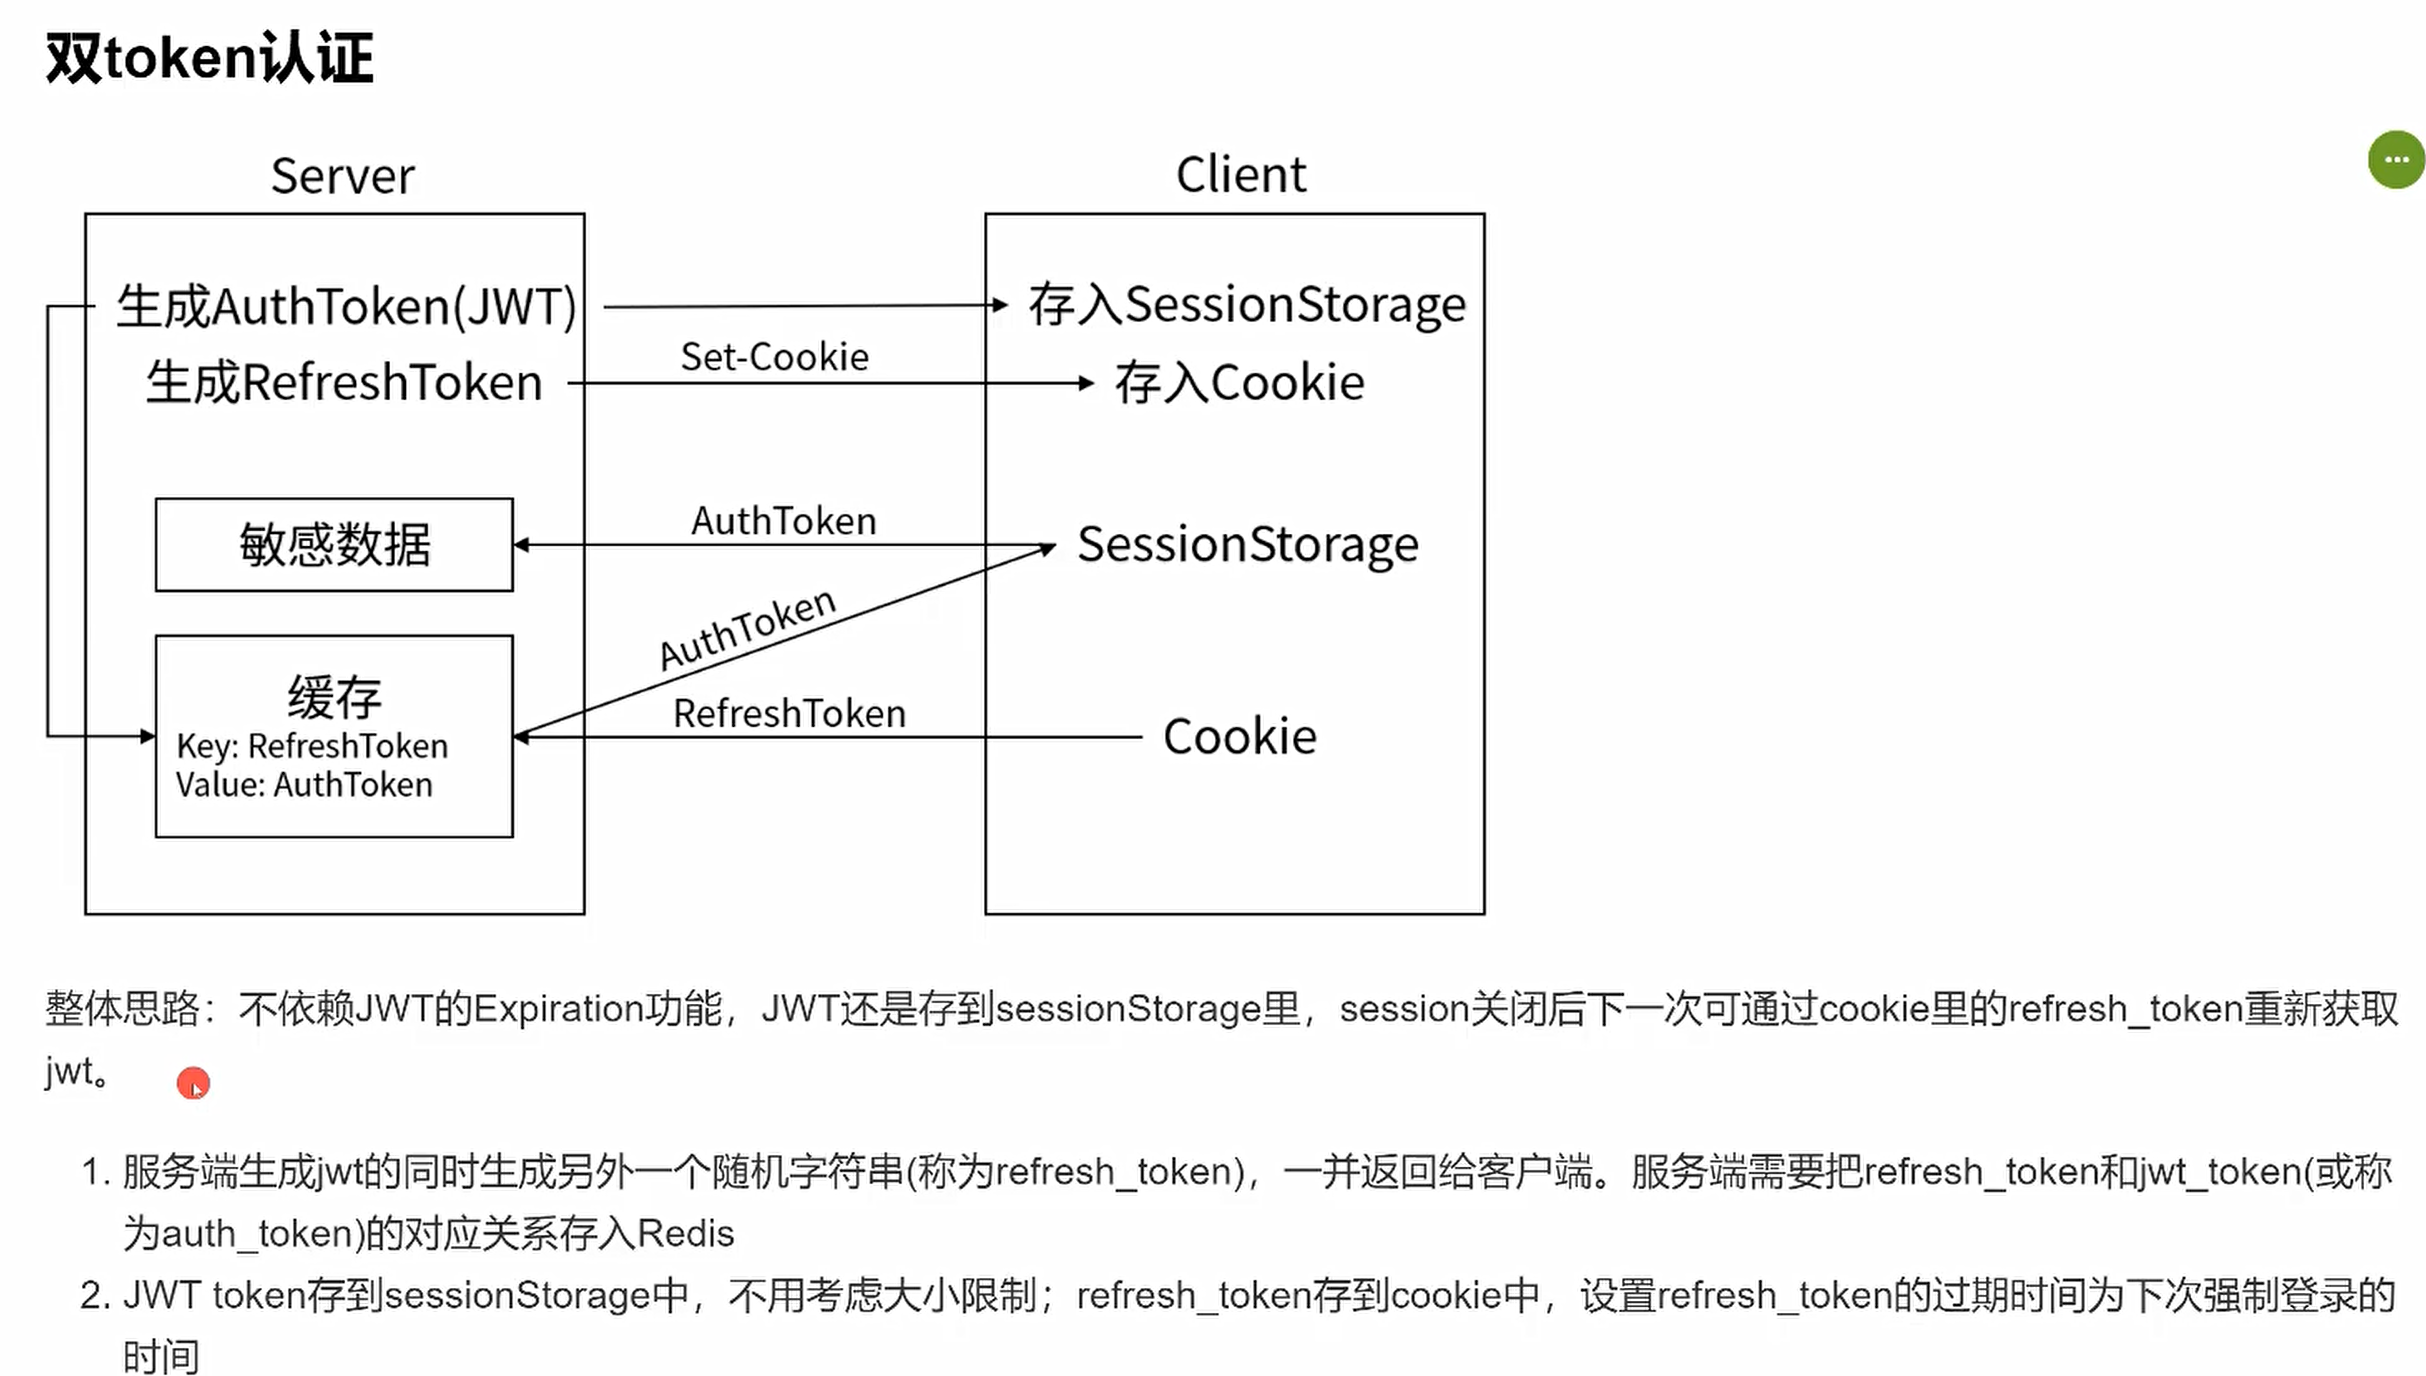 双token认证
Server
Client
生成AuthToken(JWT)
存入SessionStorage
Set-Cookie
生成RefreshToken
存入Cookie
AuthToken
敏感数据
SessionStorage
AuthToken
缓存
RefreshToken
Key: RefreshToken
Cookie
Value: AuthToken
整体思路：不依赖JWT的Expiration功能，JWT还是存到sessionStorage里，session关闭后下一次可通过cookie里的refresh_token重新获取
jwt。
1. 服务端生成jwt的同时生成另外一个随机字符串(称为refresh_token)，一并返回给客户端。服务端需要把refresh_token和jwt_token(或称
为auth_token)的对应关系存入Redis
2. JWT token存到sessionStorage中，不用考虑大小限制；refresh_token存到cookie中，设置refresh_token的过期时间为下次强制登录的
时间